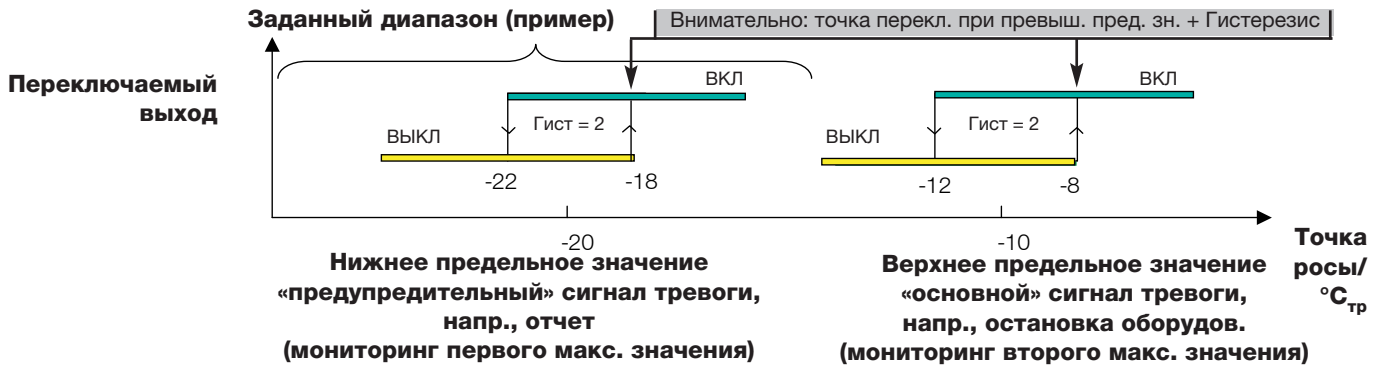 Заданный диапазон (пример)
Внимательно: точка перекл. при превыш. пред. зн. + Гистерезис
Переключаемый
выход
ВКЛ
Гист = 2
ВЫКЛ
-22
-18
ВКЛ
Гист = 2
ВЫКЛ
-12
-8
-20
-10
Точка
росы/
°Cтр
Нижнее предельное значение
«предупредительный» сигнал тревоги,
напр., отчет
(мониторинг первого макс. значения)
Верхнее предельное значение
«основной» сигнал тревоги,
напр., остановка оборудов.
(мониторинг второго макс. значения)